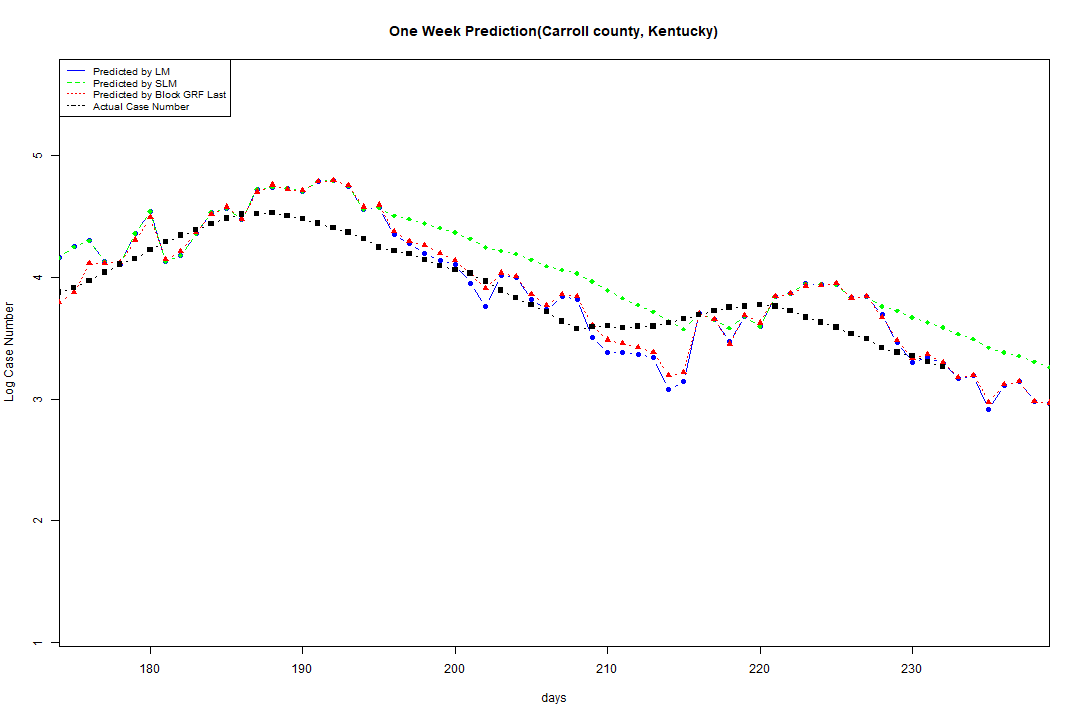 One Week Prediction(Carroll county, Kentucky)
Predicted by LM
Predicted by SLM
Predicted by Block GRF Last
Actual Case Number
5
4
3
2
1
Log Case Number
180 190 200 210 220 230
days